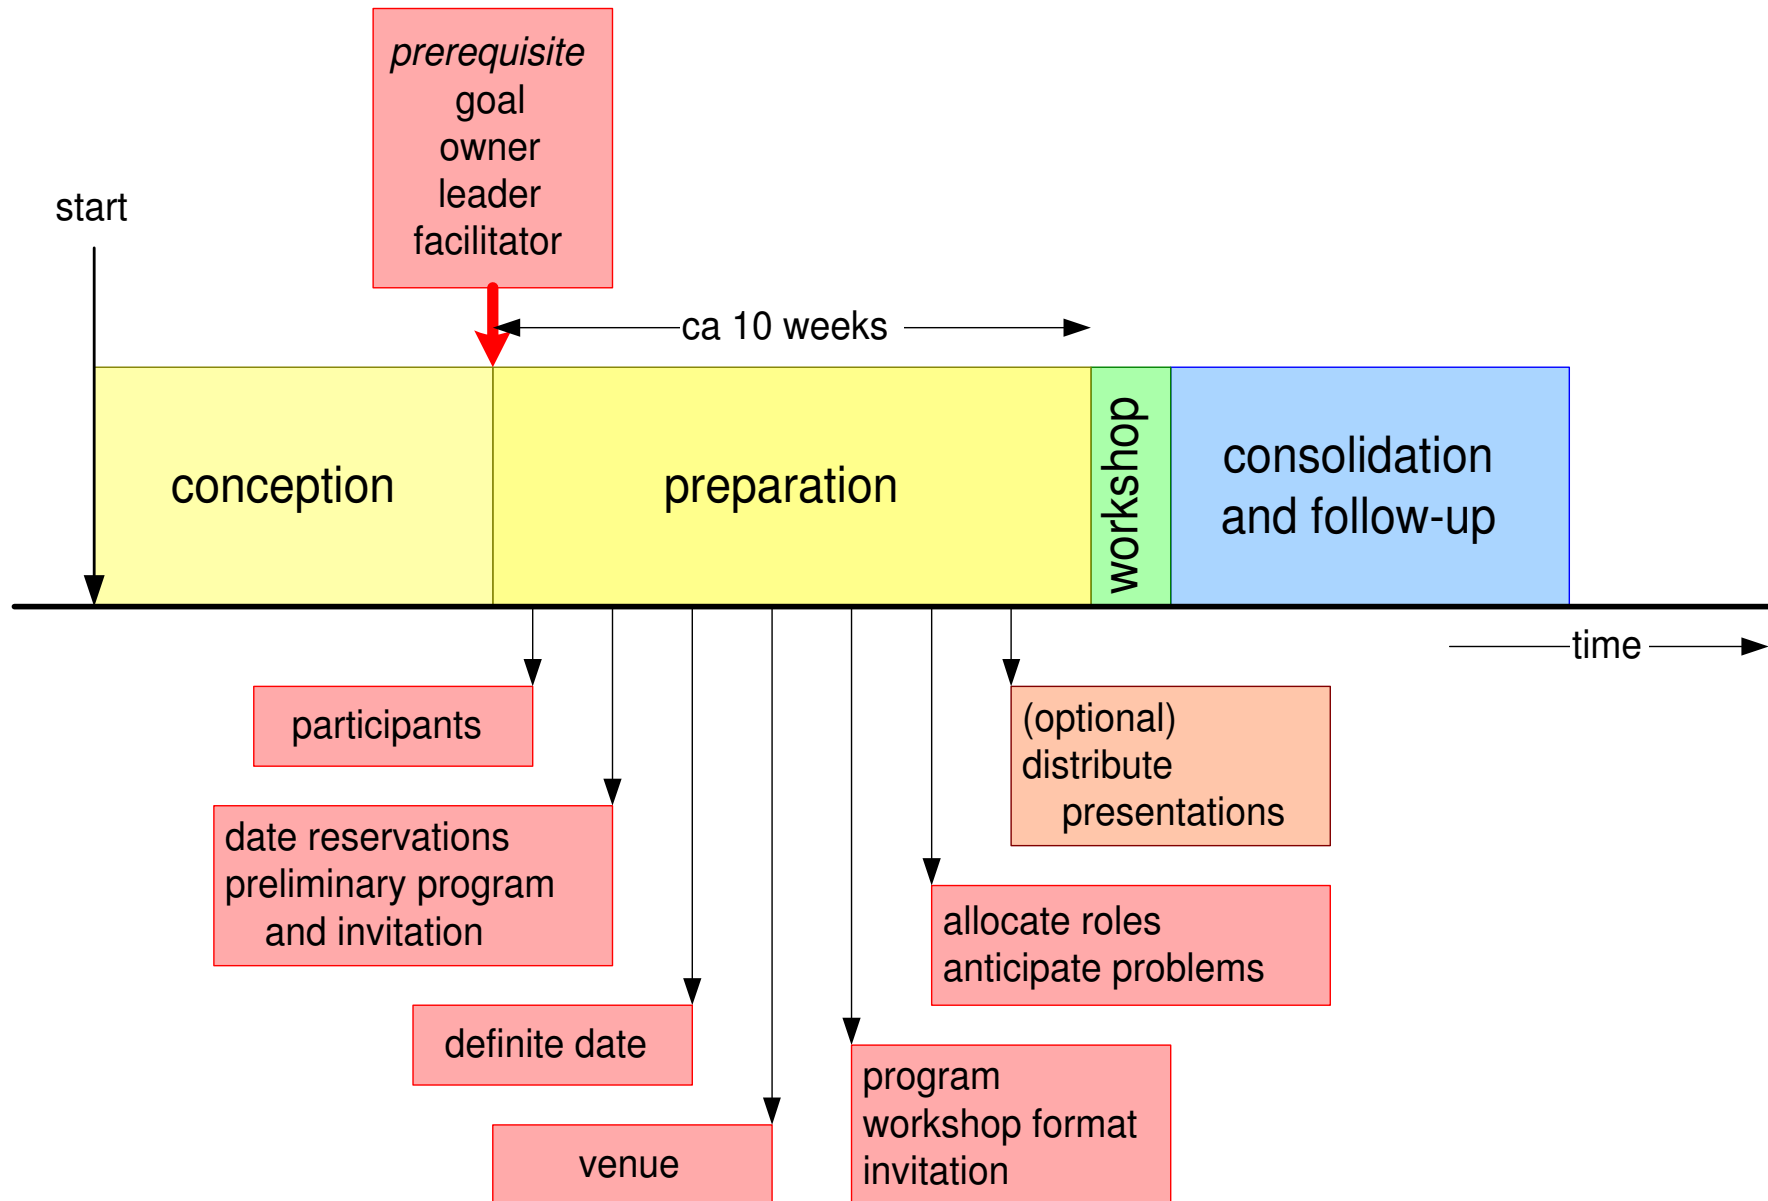 prerequisite
goal
owner
leader
facilitator
start
ca 10 weeks
conception
preparation
workshop
consolidation
and follow-up
time
participants
(optional)
distribute
presentations
date reservations
preliminary program
and invitation
allocate roles
anticipate problems
definite date
program
workshop format
invitation
venue